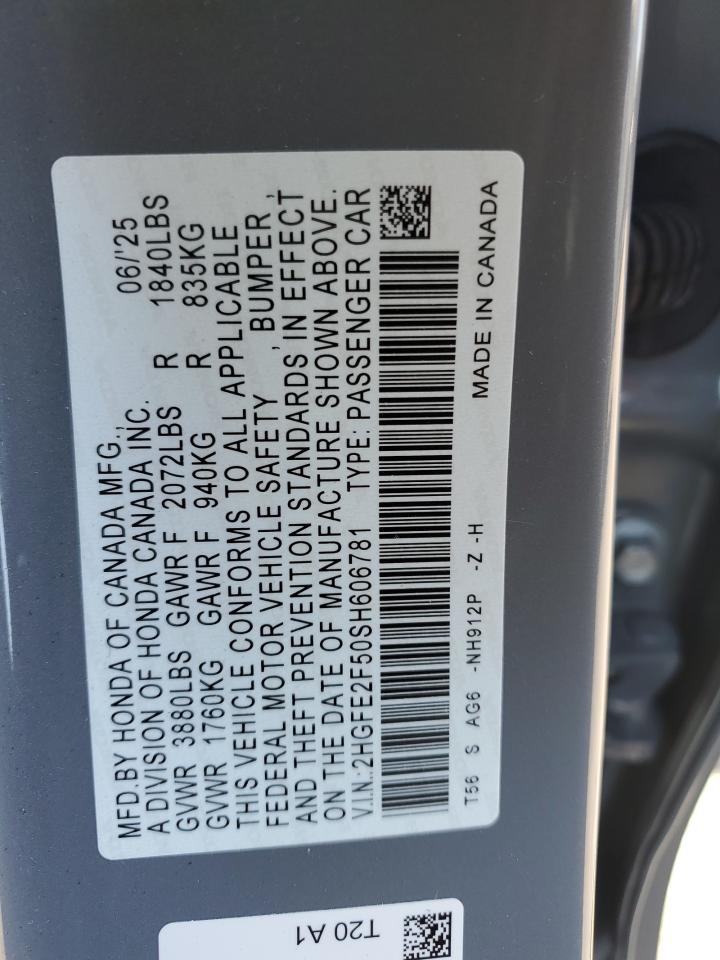 MFD.BY HONDA OF CANADA MFG., 06/'25
A DIVISION OF HONDA CANADA INC.
GVWR 3880LBS GAWR F 2072LBS R 1840LBS
GVWR 1760KG GAWR F 940KG R 835KG
THIS VEHICLE CONFORMS TO ALL APPLICABLE
FEDERAL MOTOR VEHICLE SAFETY , BUMPER ,
AND THEFT PREVENTION STANDARDS IN EFFECT
ON THE DATE OF MANUFACTURE SHOWN ABOVE.
V.I.N.:2HGFE2F50SH606781 TYPE: PASSENGER CAR
T56 S AG6 -NH912P -Z -H MADE IN CANADA
T20 A1